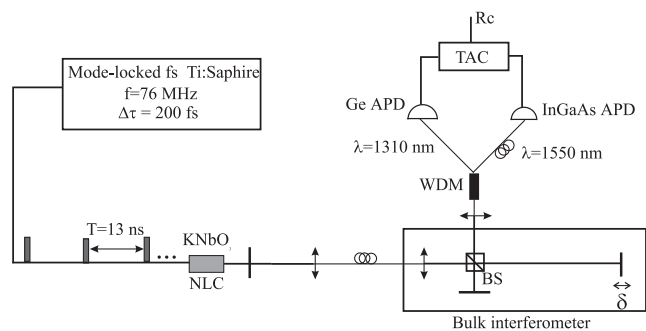 Rc
TAC
Mode-locked fs Ti:Saphire
f=76 MHz
Δτ = 200 fs
Ge APD
InGaAs APD
λ=1310 nm
λ=1550 nm
WDM
T=13 ns
KNbO
NLC
BS
δ
Bulk interferometer